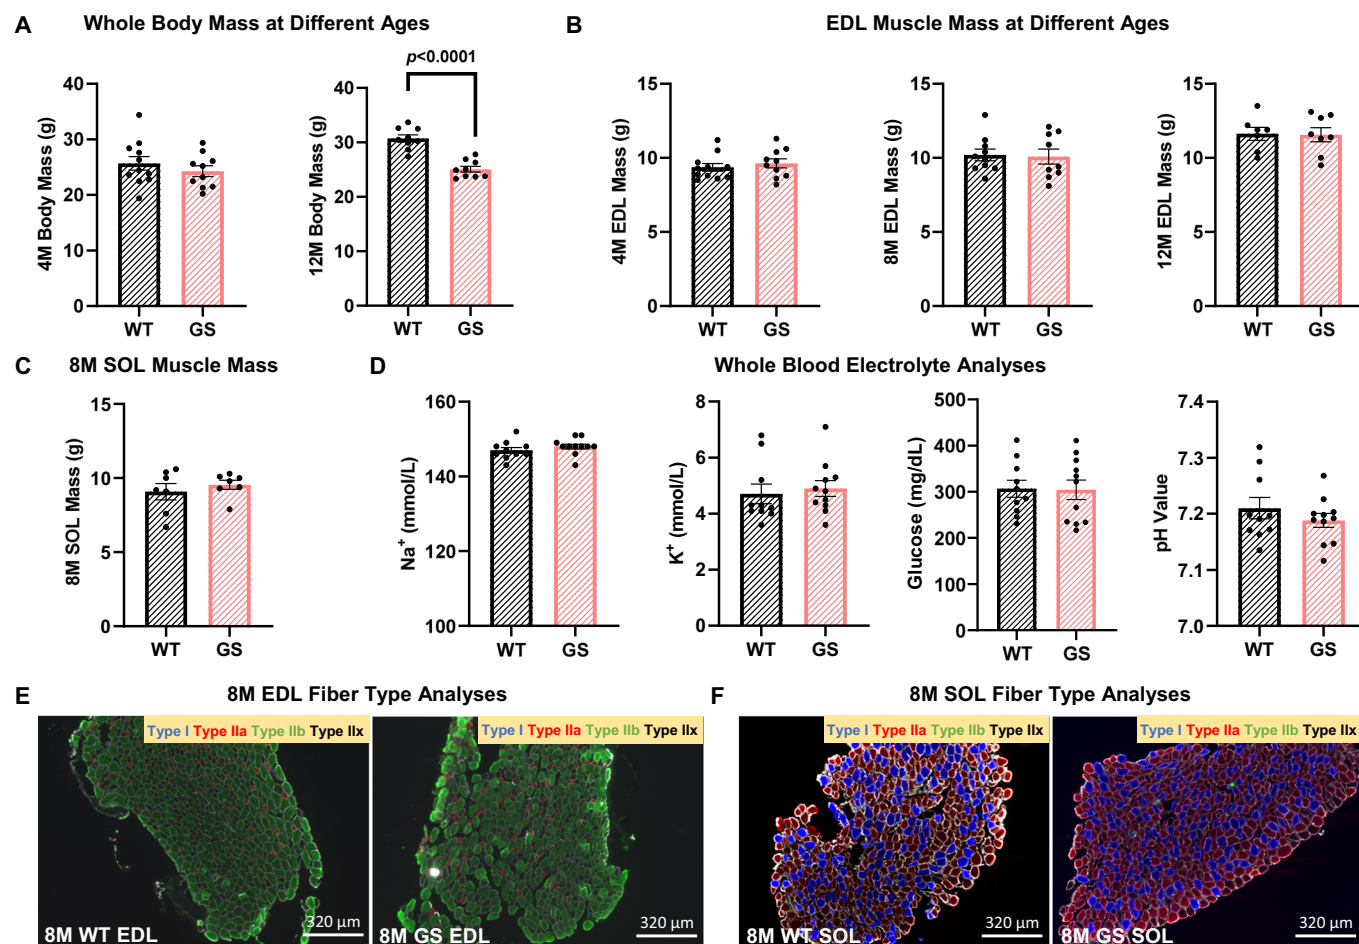 A Whole Body Mass at Different Ages
B EDL Muscle Mass at Different Ages
p<0.0001
40
30
20
10
0
4M Body Mass (g)
WT GS
40
30
20
10
0
12M Body Mass (g)
WT GS
15
10
5
0
4M EDL Mass (g)
WT GS
15
10
5
0
8M EDL Mass (g)
WT GS
15
10
5
0
12M EDL Mass (g)
WT GS
C 8M SOL Muscle Mass
D Whole Blood Electrolyte Analyses
15
10
5
0
8M SOL Mass (g)
WT GS
160
140
120
100
Na+ (mmol/L)
WT GS
8
6
4
2
0
K+ (mmol/L)
WT GS
500
400
300
200
100
0
Glucose (mg/dL)
WT GS
7.4
7.3
7.2
7.1
7.0
pH Value
WT GS
E 8M EDL Fiber Type Analyses
Type I Type IIa Type IIb Type IIx
8M WT EDL
320 µm
Type I Type IIa Type IIb Type IIx
8M GS EDL
320 µm
F 8M SOL Fiber Type Analyses
Type I Type IIa Type IIb Type IIx
8M WT SOL
320 µm
Type I Type IIa Type IIb Type IIx
8M GS SOL
320 µm